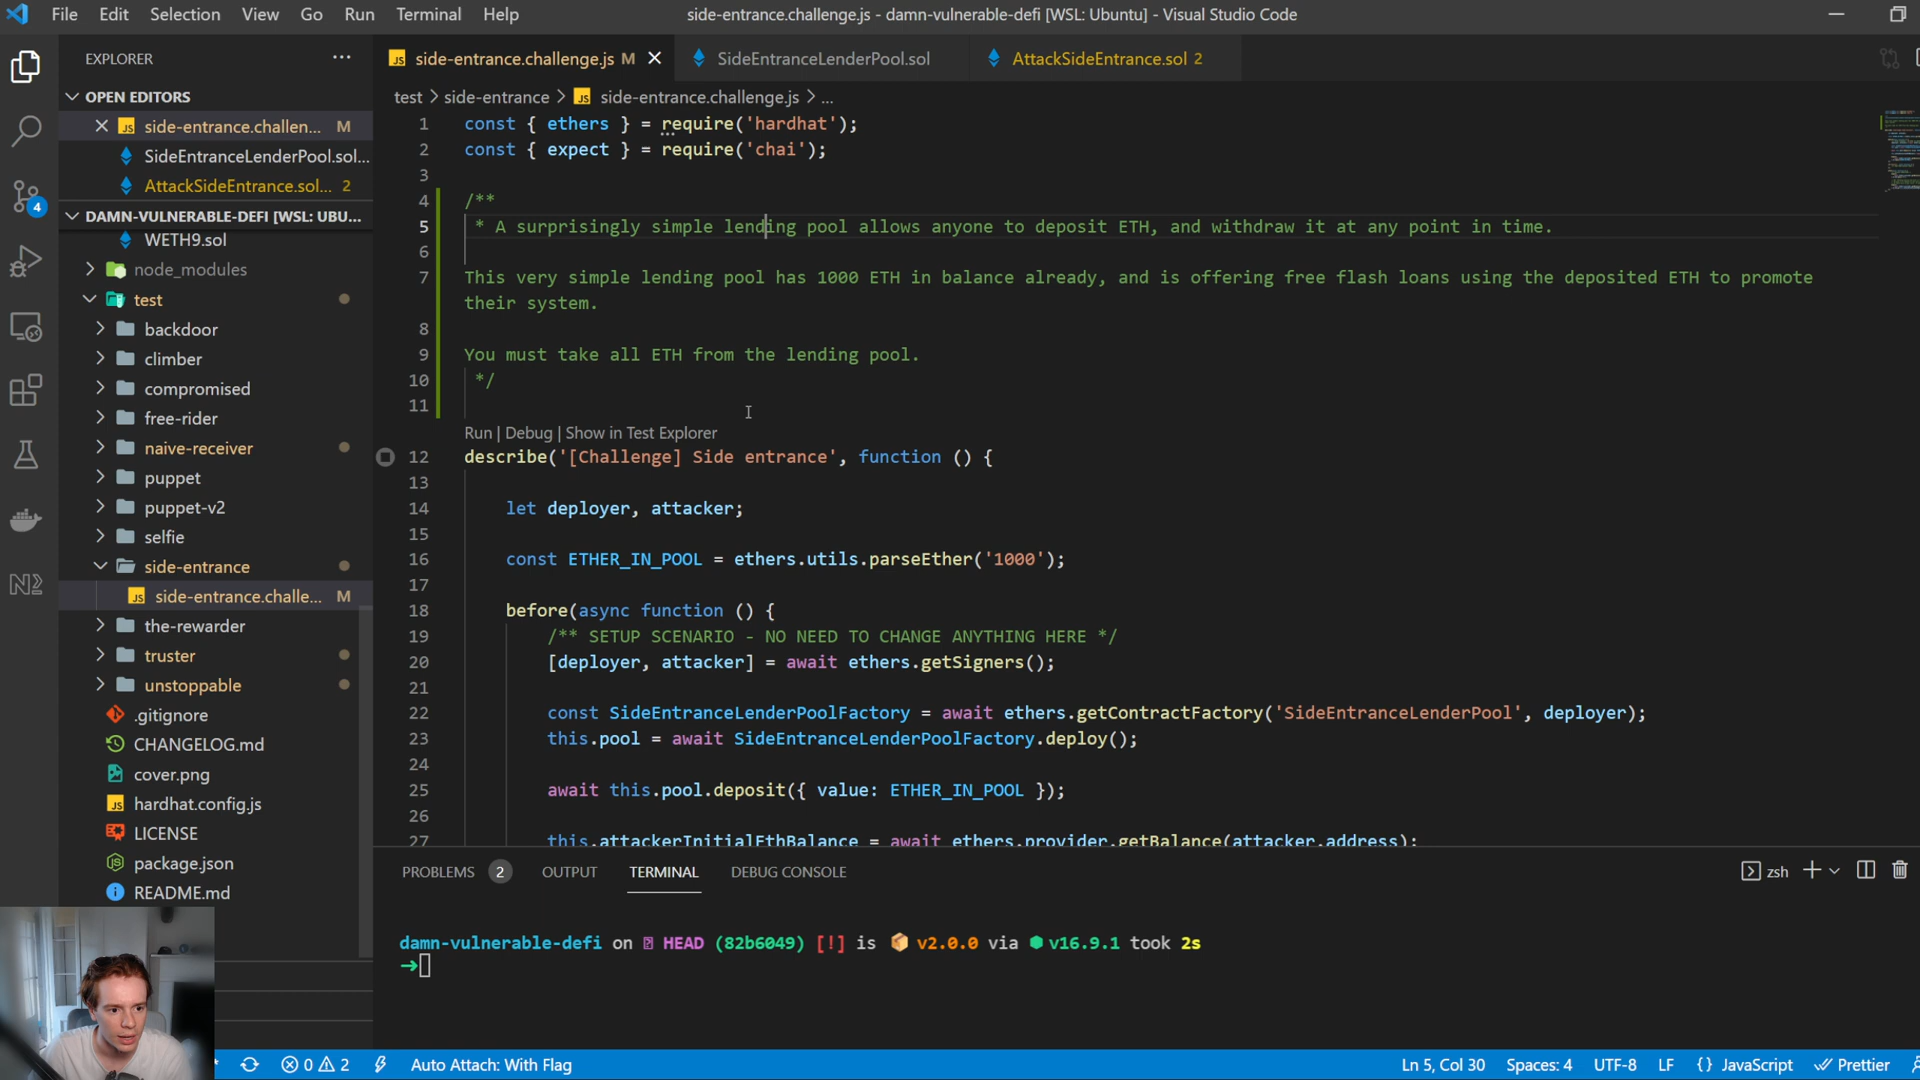 File Edit Selection View Go Run Terminal Help
side-entrance.challenge.js - damn-vulnerable-defi [WSL: Ubuntu] - Visual Studio Code
EXPLORER
side-entrance.challenge.js M
SideEntranceLenderPool.sol
AttackSideEntrance.sol 2
OPEN EDITORS
side-entrance.challen... M
SideEntranceLenderPool.sol...
AttackSideEntrance.sol... 2
DAMN-VULNERABLE-DEFI [WSL: UBU...
WETH9.sol
node_modules
test
backdoor
climber
compromised
free-rider
naive-receiver
puppet
puppet-v2
selfie
side-entrance
side-entrance.challe... M
the-rewarder
truster
unstoppable
.gitignore
CHANGELOG.md
cover.png
hardhat.config.js
LICENSE
package.json
README.md
4
test > side-entrance > side-entrance.challenge.js > ...
1 const { ethers } = require('hardhat');
2 const { expect } = require('chai');
3
4 /**
5 * A surprisingly simple lending pool allows anyone to deposit ETH, and withdraw it at any point in time.
6
7 This very simple lending pool has 1000 ETH in balance already, and is offering free flash loans using the deposited ETH to promote
their system.
8
9 You must take all ETH from the lending pool.
10 */
11
Run | Debug | Show in Test Explorer
12 describe('[Challenge] Side entrance', function () {
13
14 let deployer, attacker;
15
16 const ETHER_IN_POOL = ethers.utils.parseEther('1000');
17
18 before(async function () {
19 /** SETUP SCENARIO - NO NEED TO CHANGE ANYTHING HERE */
20 [deployer, attacker] = await ethers.getSigners();
21
22 const SideEntranceLenderPoolFactory = await ethers.getContractFactory('SideEntranceLenderPool', deployer);
23 this.pool = await SideEntranceLenderPoolFactory.deploy();
24
25 await this.pool.deposit({ value: ETHER_IN_POOL });
26
27 this.attackerInitialEthBalance = await ethers.provider.getBalance(attacker.address);
PROBLEMS 2 OUTPUT TERMINAL DEBUG CONSOLE
zsh
damn-vulnerable-defi on HEAD (82b6049) [!] is v2.0.0 via v16.9.1 took 2s
0 2 Auto Attach: With Flag
Ln 5, Col 30 Spaces: 4 UTF-8 LF {} JavaScript Prettier